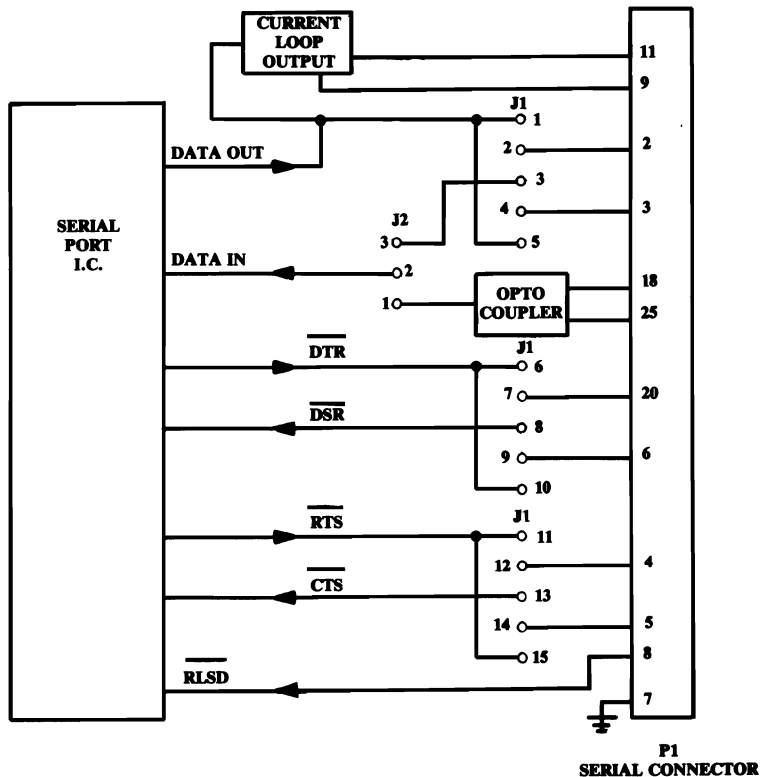 CURRENT
LOOP
OUTPUT
11
9
J1
1
DATA OUT
2
2
3
SERIAL
PORT
I.C.
J2
4
3
3
5
DATA IN
2
1
OPTO
COUPLER
18
25
DTR
J1
6
7
20
DSR
8
9
6
10
RTS
J1
11
12
4
CTS
13
14
5
15
8
RLSD
7
P1
SERIAL CONNECTOR